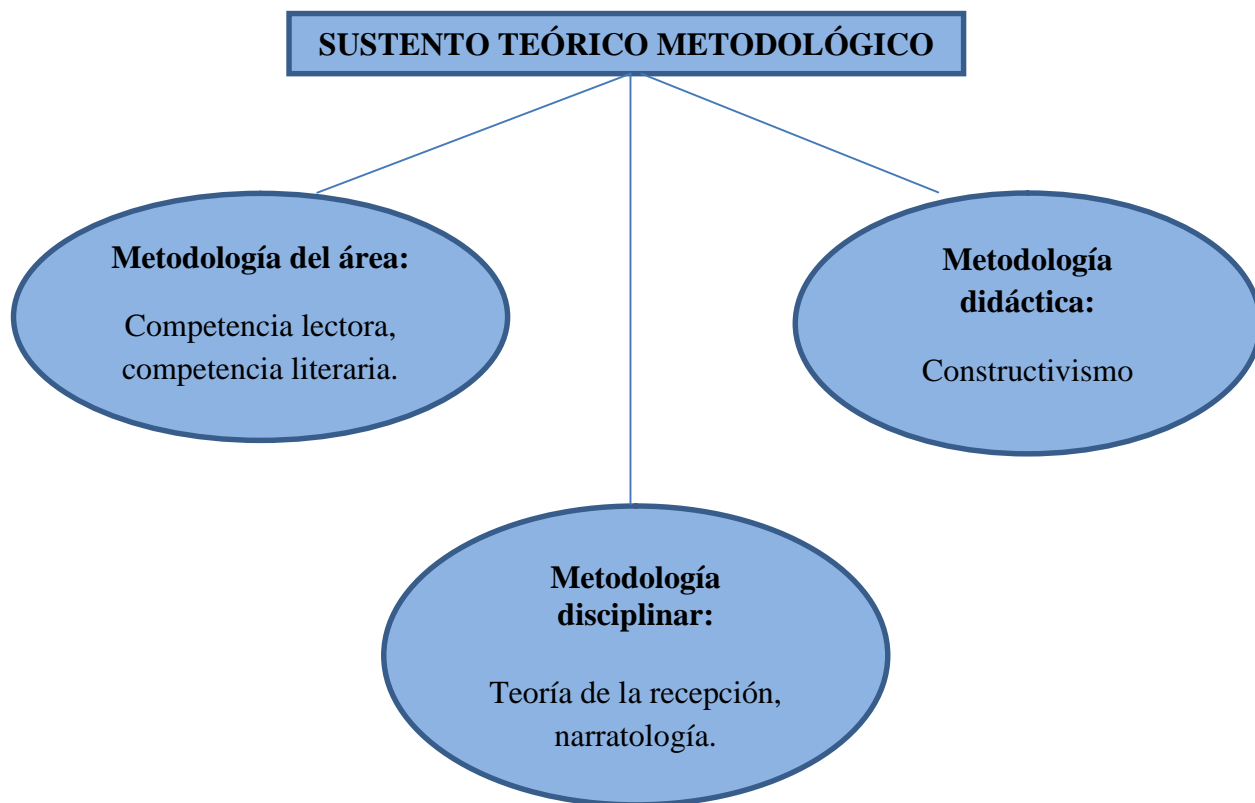 SUSTENTO TEÓRICO METODOLÓGICO
Metodología del área:
Competencia lectora,
competencia literaria.
Metodología
didáctica:
Constructivismo
Metodología
disciplinar:
Teoría de la recepción,
narratología.